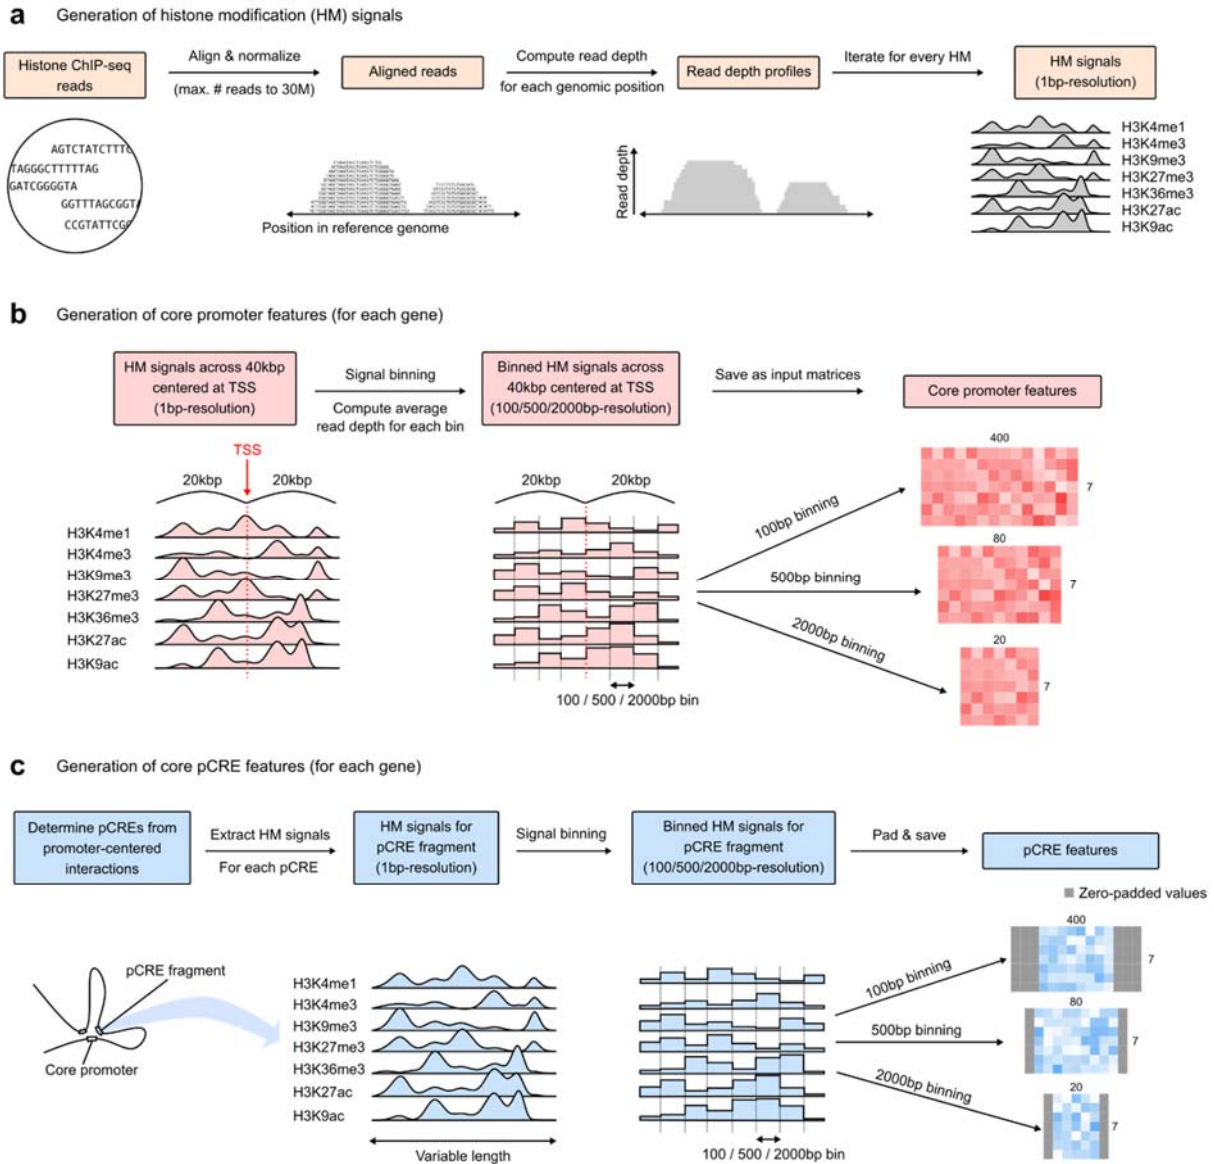 a Generation of histone modification (HM) signals
Histone ChIP-seq
reads
Align & normalize
(max. # reads to 30M)
Aligned reads
Compute read depth
for each genomic position
Read depth profiles
Iterate for every HM
HM signals
(1bp-resolution)
AGTCTATCTTTC
TAGGGCTTTTTAG
GATCGGGGTA
GGTTTAGCGGTA
CCGTATTCGG
Position in reference genome
Read depth
H3K4me1
H3K4me3
H3K9me3
H3K27me3
H3K36me3
H3K27ac
H3K9ac
b Generation of core promoter features (for each gene)
HM signals across 40kbp
centered at TSS
(1bp-resolution)
Signal binning
Compute average
read depth for each bin
Binned HM signals across
40kbp centered at TSS
(100/500/2000bp-resolution)
Save as input matrices
Core promoter features
TSS
20kbp
20kbp
H3K4me1
H3K4me3
H3K9me3
H3K27me3
H3K36me3
H3K27ac
H3K9ac
20kbp
20kbp
100 / 500 / 2000bp bin
100bp binning
500bp binning
2000bp binning
400
7
80
7
20
7
c Generation of core pCRE features (for each gene)
Determine pCREs from
promoter-centered
interactions
Extract HM signals
For each pCRE
HM signals for
pCRE fragment
(1bp-resolution)
Signal binning
Binned HM signals for
pCRE fragment
(100/500/2000bp-resolution)
Pad & save
pCRE features
Zero-padded values
pCRE fragment
Core promoter
H3K4me1
H3K4me3
H3K9me3
H3K27me3
H3K36me3
H3K27ac
H3K9ac
Variable length
100 / 500 / 2000bp bin
100bp binning
500bp binning
2000bp binning
400
7
80
7
20
7